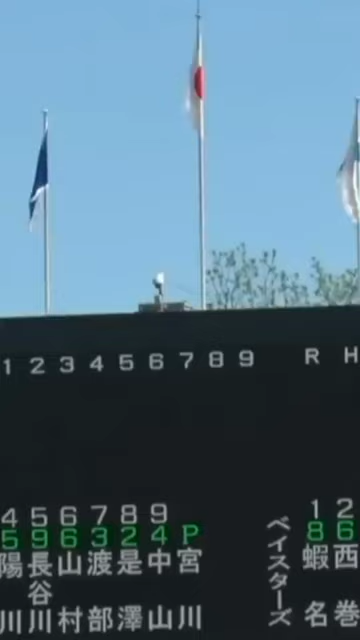 1 2 3 4 5 6 7 8 9 R H
4 5 6 7 8 9
5 9 6 3 2 4 P
陽川
長谷川
山村
渡部
是澤
中山
宮川
ベイスターズ
1 2
8 6
蝦名
西巻